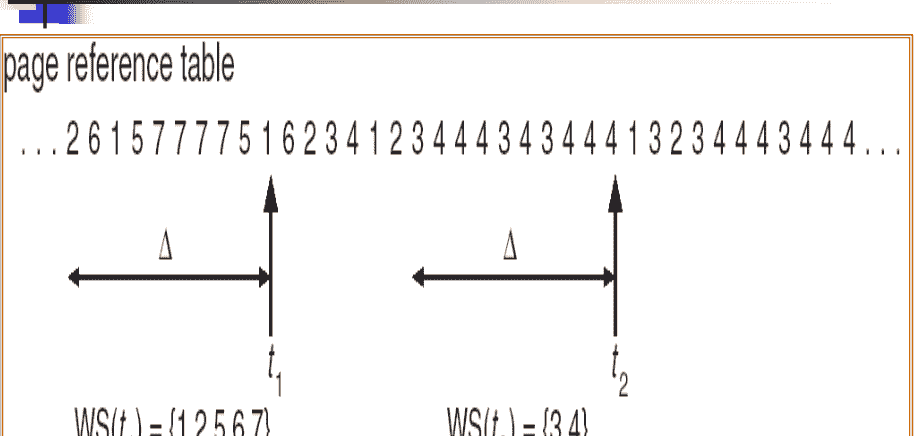 page reference table
...2 6 1 5 7 7 7 7 5 1 6 2 3 4 1 2 3 4 4 4 3 4 3 4 4 4 1 3 2 3 4 4 4 3 4 4 4...
Δ Δ
t₁ t₂
WS(t₁) = {1,2,5,6,7} WS(t₂) = {3,4}